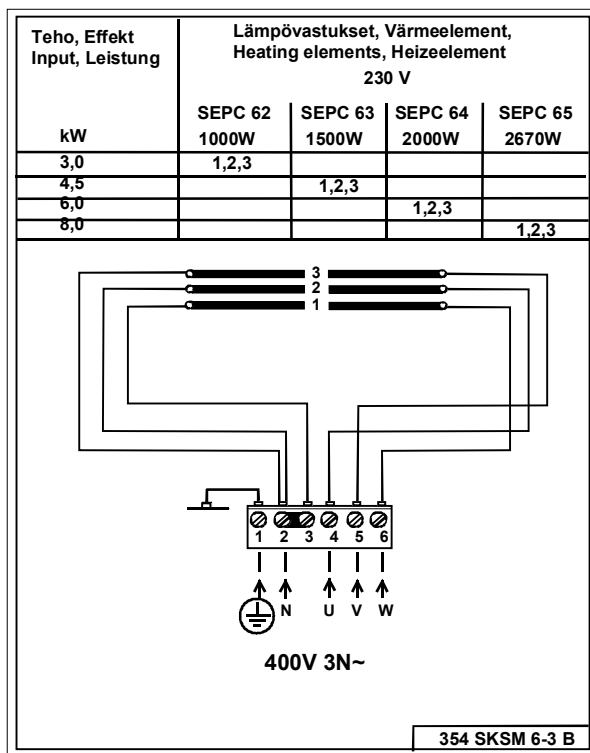 Teho, Effekt
Input, Leistung
Lämpövastukset, Värmeelement,
Heating elements, Heizeelement
230 V
kW
SEPC 62
1000W
SEPC 63
1500W
SEPC 64
2000W
SEPC 65
2670W
3,0 1,2,3
4,5 1,2,3
6,0 1,2,3
8,0 1,2,3
3
2
1
1 2 3 4 5 6
N U V W
400V 3N~
354 SKSM 6-3 B